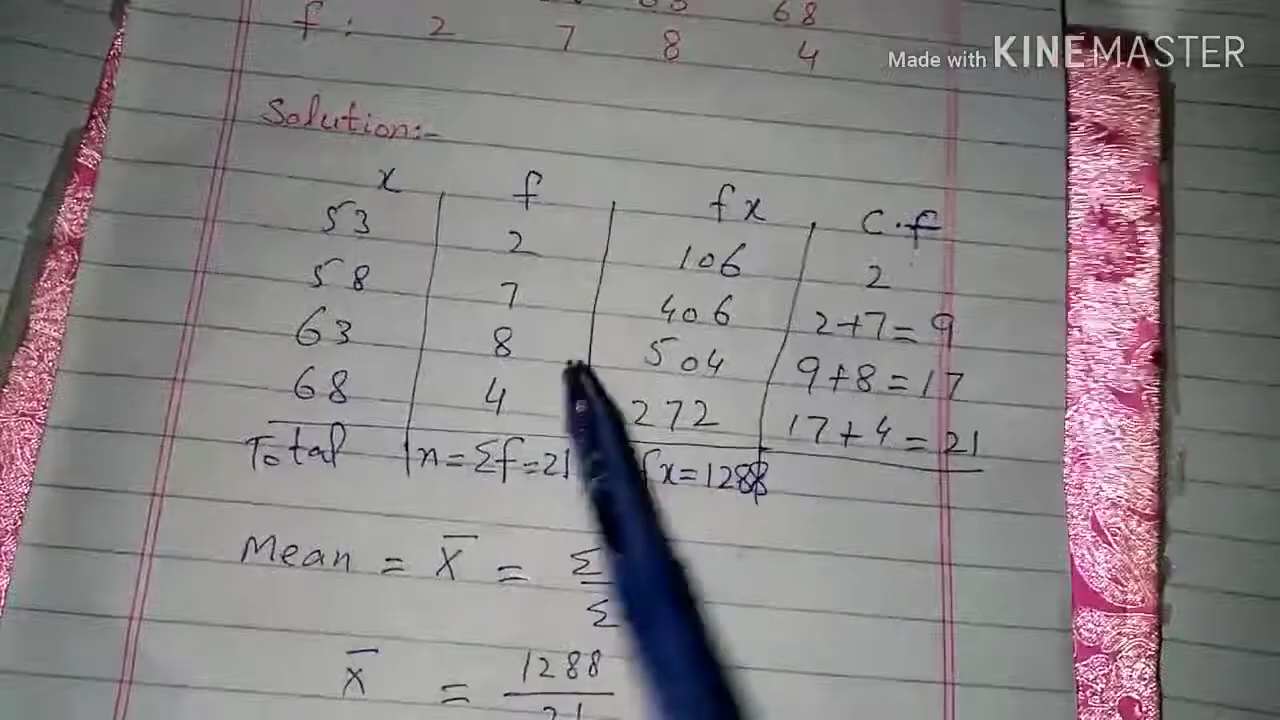 68
f : 2 7 8 4
Made with KINEMASTER
Solution:-
x f fx C.f
53 2 106 2
58 7 406 2+7=9
63 8 504 9+8=17
68 4 272 17+4=21
Total n=Σf=21 fx=1288
Mean = X̄ = Σ
Σ
X̄ = 1288
21